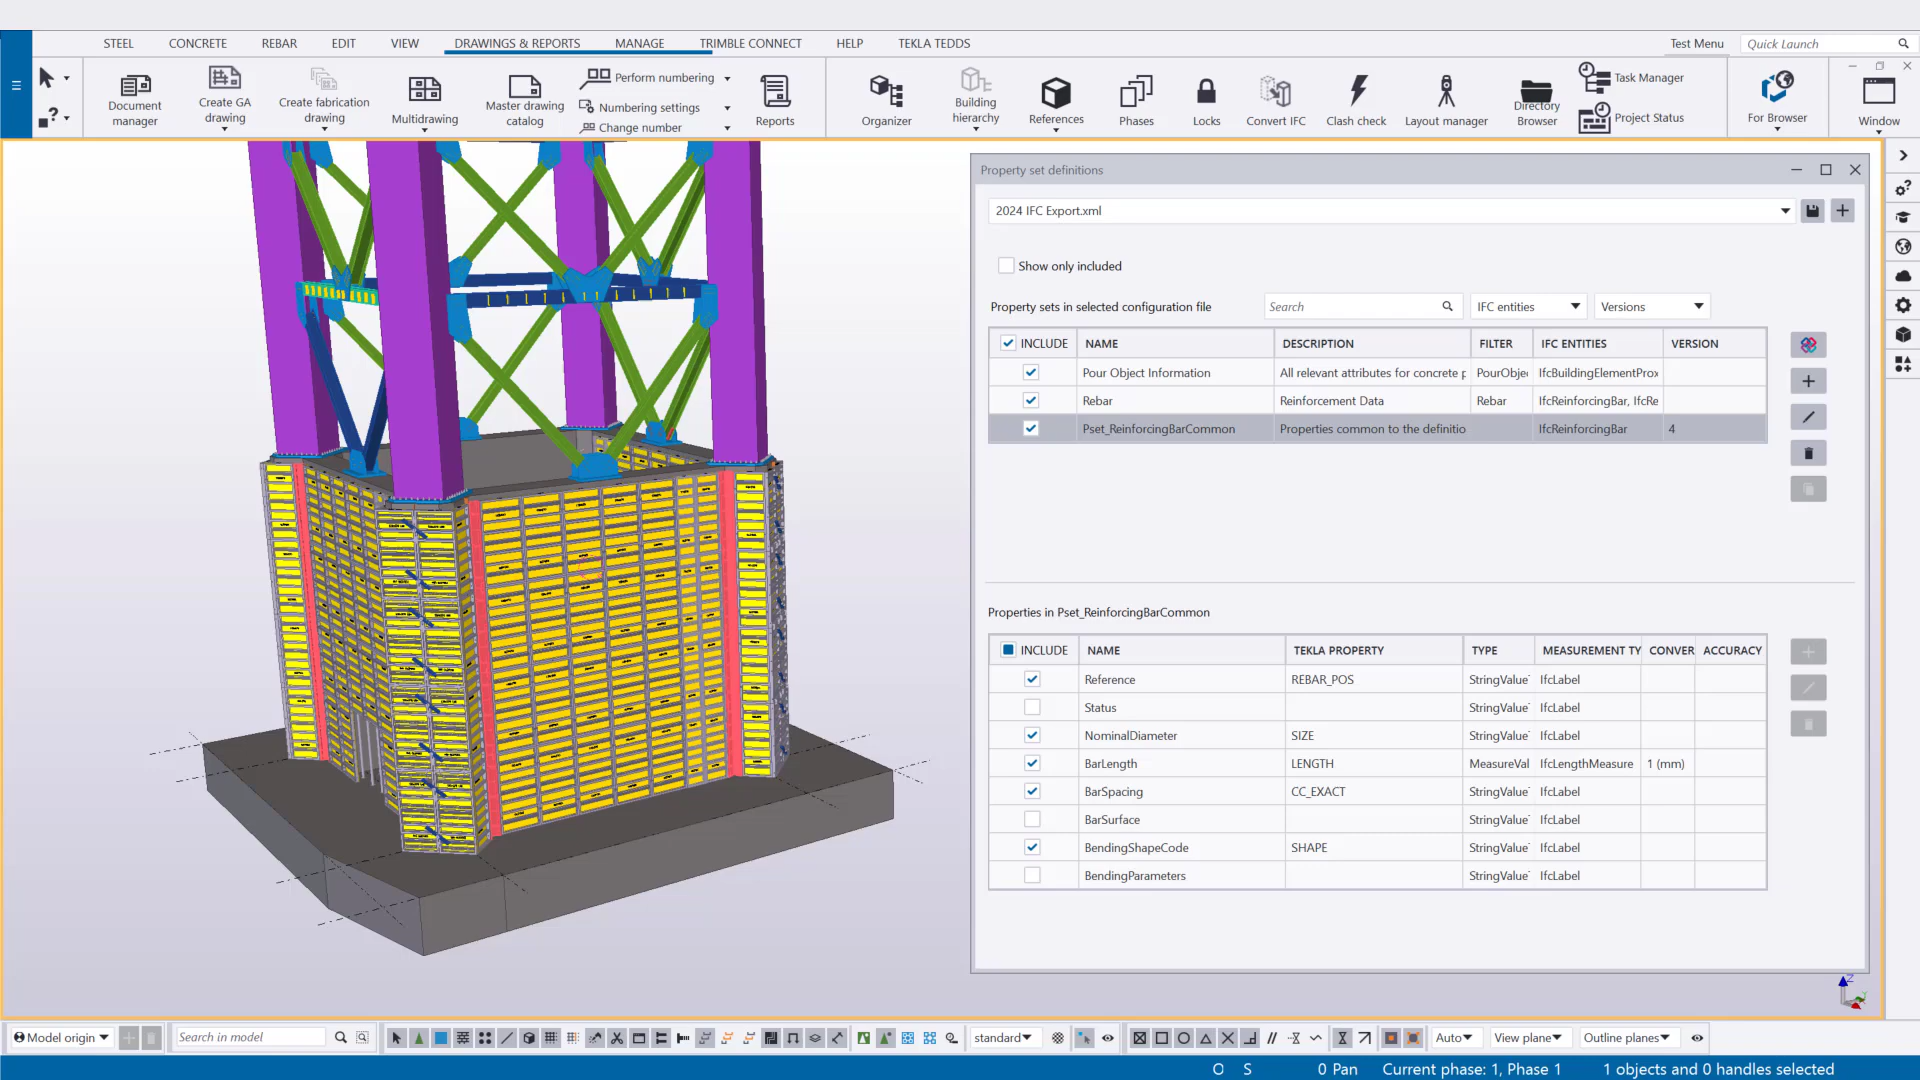 STEEL CONCRETE REBAR EDIT VIEW DRAWINGS & REPORTS MANAGE TRIMBLE CONNECT HELP TEKLA TEDDS Test Menu Quick Launch
Document manager
Create GA drawing
Create fabrication drawing
Multidrawing
Master drawing catalog
Perform numbering
Numbering settings
Change number
Reports
Organizer
Building hierarchy
References
Phases
Locks
Convert IFC
Clash check
Layout manager
Directory Browser
Task Manager
Project Status
For Browser
Window
Property set definitions
2024 IFC Export.xml
Show only included
Property sets in selected configuration file Search IFC entities Versions
INCLUDE NAME DESCRIPTION FILTER IFC ENTITIES VERSION
Pour Object Information All relevant attributes for concrete p PourObje IfcBuildingElementProx
Rebar Reinforcement Data Rebar IfcReinforcingBar, IfcRe
Pset_ReinforcingBarCommon Properties common to the definitio IfcReinforcingBar 4
Properties in Pset_ReinforcingBarCommon
INCLUDE NAME TEKLA PROPERTY TYPE MEASUREMENT TY CONVER ACCURACY
Reference REBAR_POS StringValue IfcLabel
Status StringValue IfcLabel
NominalDiameter SIZE StringValue IfcLabel
BarLength LENGTH MeasureVal IfcLengthMeasure 1 (mm)
BarSpacing CC_EXACT StringValue IfcLabel
BarSurface StringValue IfcLabel
BendingShapeCode SHAPE StringValue IfcLabel
BendingParameters StringValue IfcLabel
Model origin Search in model standard Auto View plane Outline planes
O S 0 Pan Current phase: 1, Phase 1 1 objects and 0 handles selected